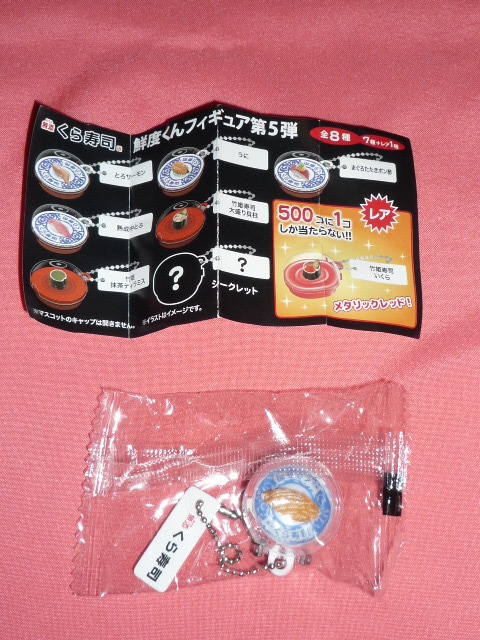 無添 くら寿司 鮮度くんフィギュア第5弾
全8種 7種+レア1種
とろサーモン
うに
まぐろたたきポン酢
熟成まぐろ
竹姫寿司
大盛り貝柱
竹姫
抹茶ティラミス
?
?
シークレット
500コに1コ
しか当たらない!!
レア
竹姫寿司
いくら
メタリックレッド!
※マスコットのキャップは開きません。
※イラストはイメージです。
無添 くら寿司